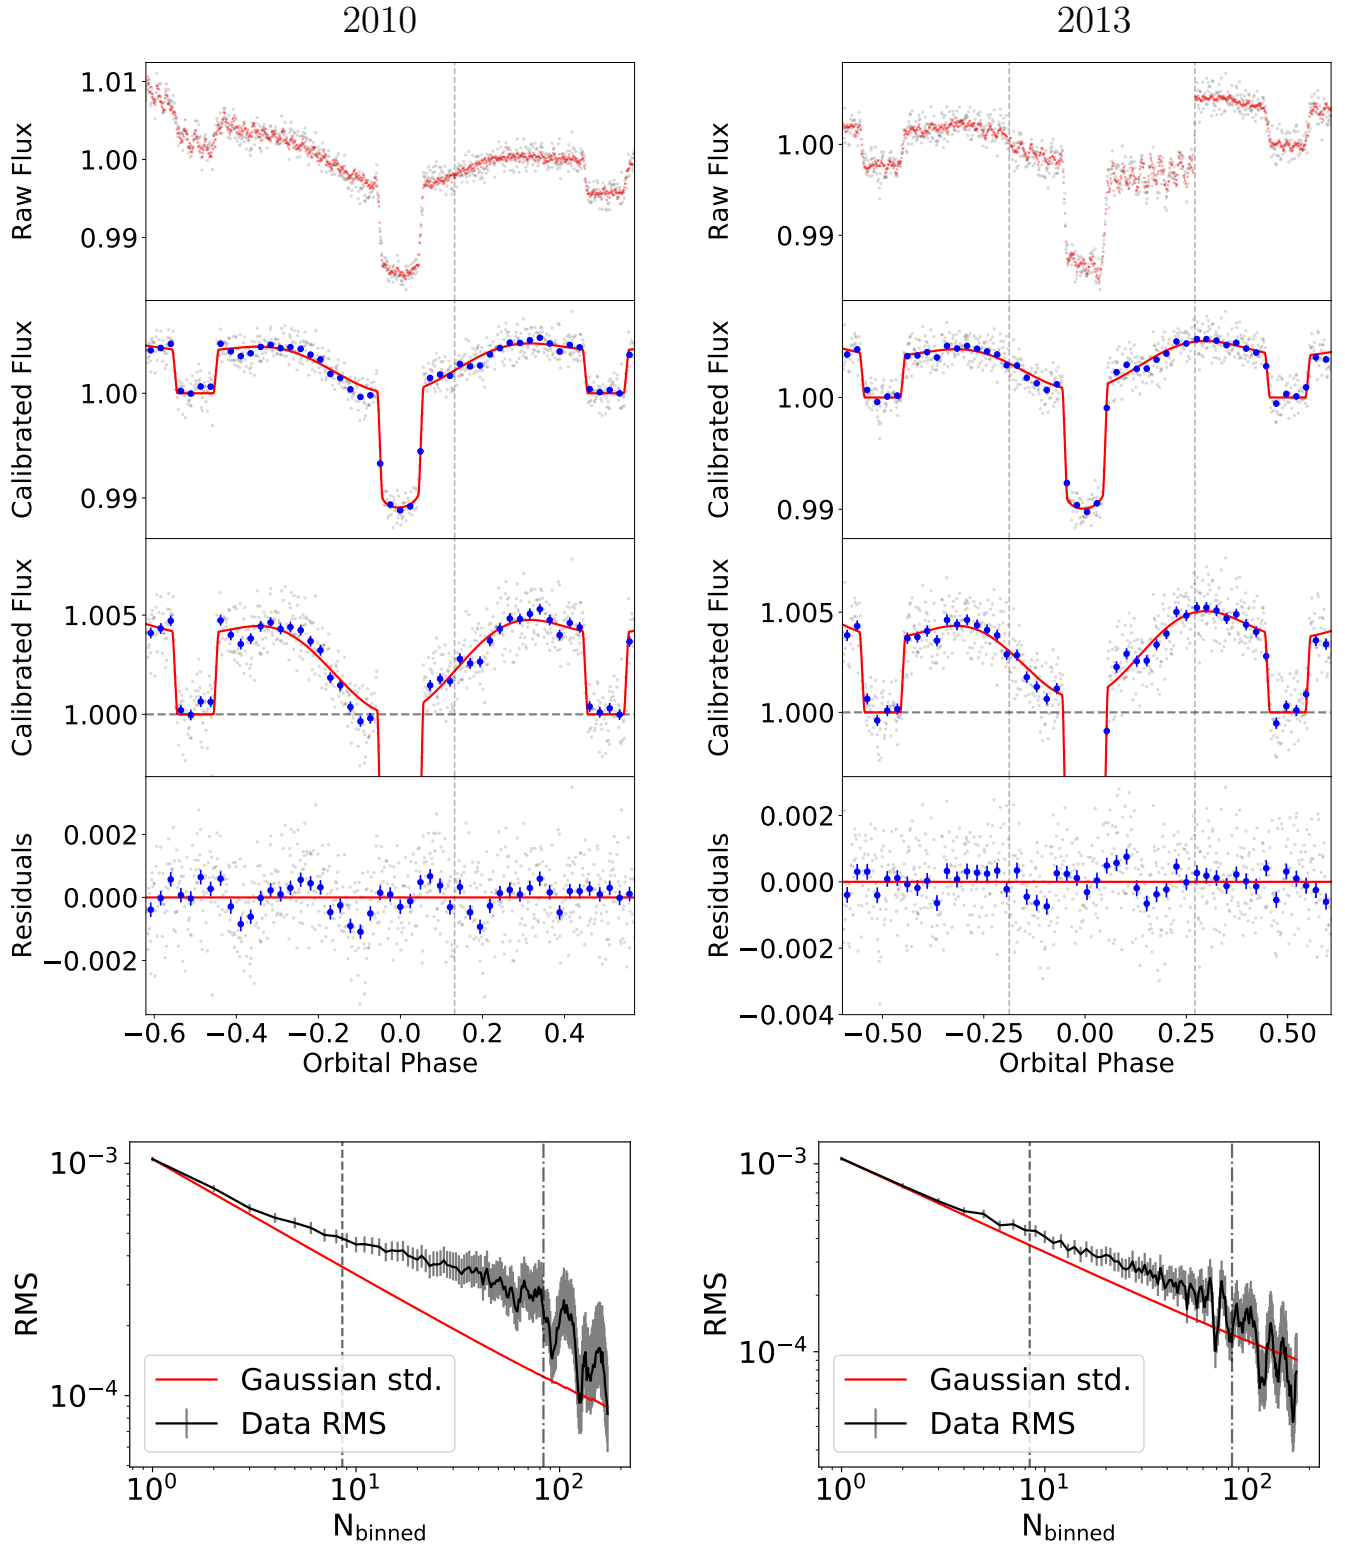 2010
2013
Raw Flux
1.01
1.00
0.99
Raw Flux
1.00
0.99
Calibrated Flux
1.00
0.99
Calibrated Flux
1.00
0.99
Calibrated Flux
1.005
1.000
Calibrated Flux
1.005
1.000
Residuals
0.002
0.000
−0.002
Residuals
0.002
0.000
−0.002
−0.004
−0.6 −0.4 −0.2 0.0 0.2 0.4
Orbital Phase
−0.50 −0.25 0.00 0.25 0.50
Orbital Phase
RMS
10⁻³
10⁻⁴
Gaussian std.
Data RMS
10⁰ 10¹ 10²
N_binned
RMS
10⁻³
10⁻⁴
Gaussian std.
Data RMS
10⁰ 10¹ 10²
N_binned